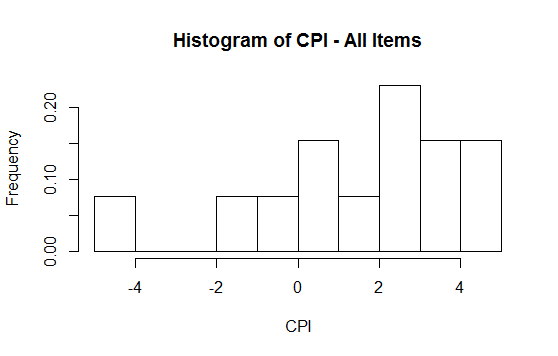 Histogram of CPI - All Items
Frequency
0.20
0.10
0.00
-4 -2 0 2 4
CPI